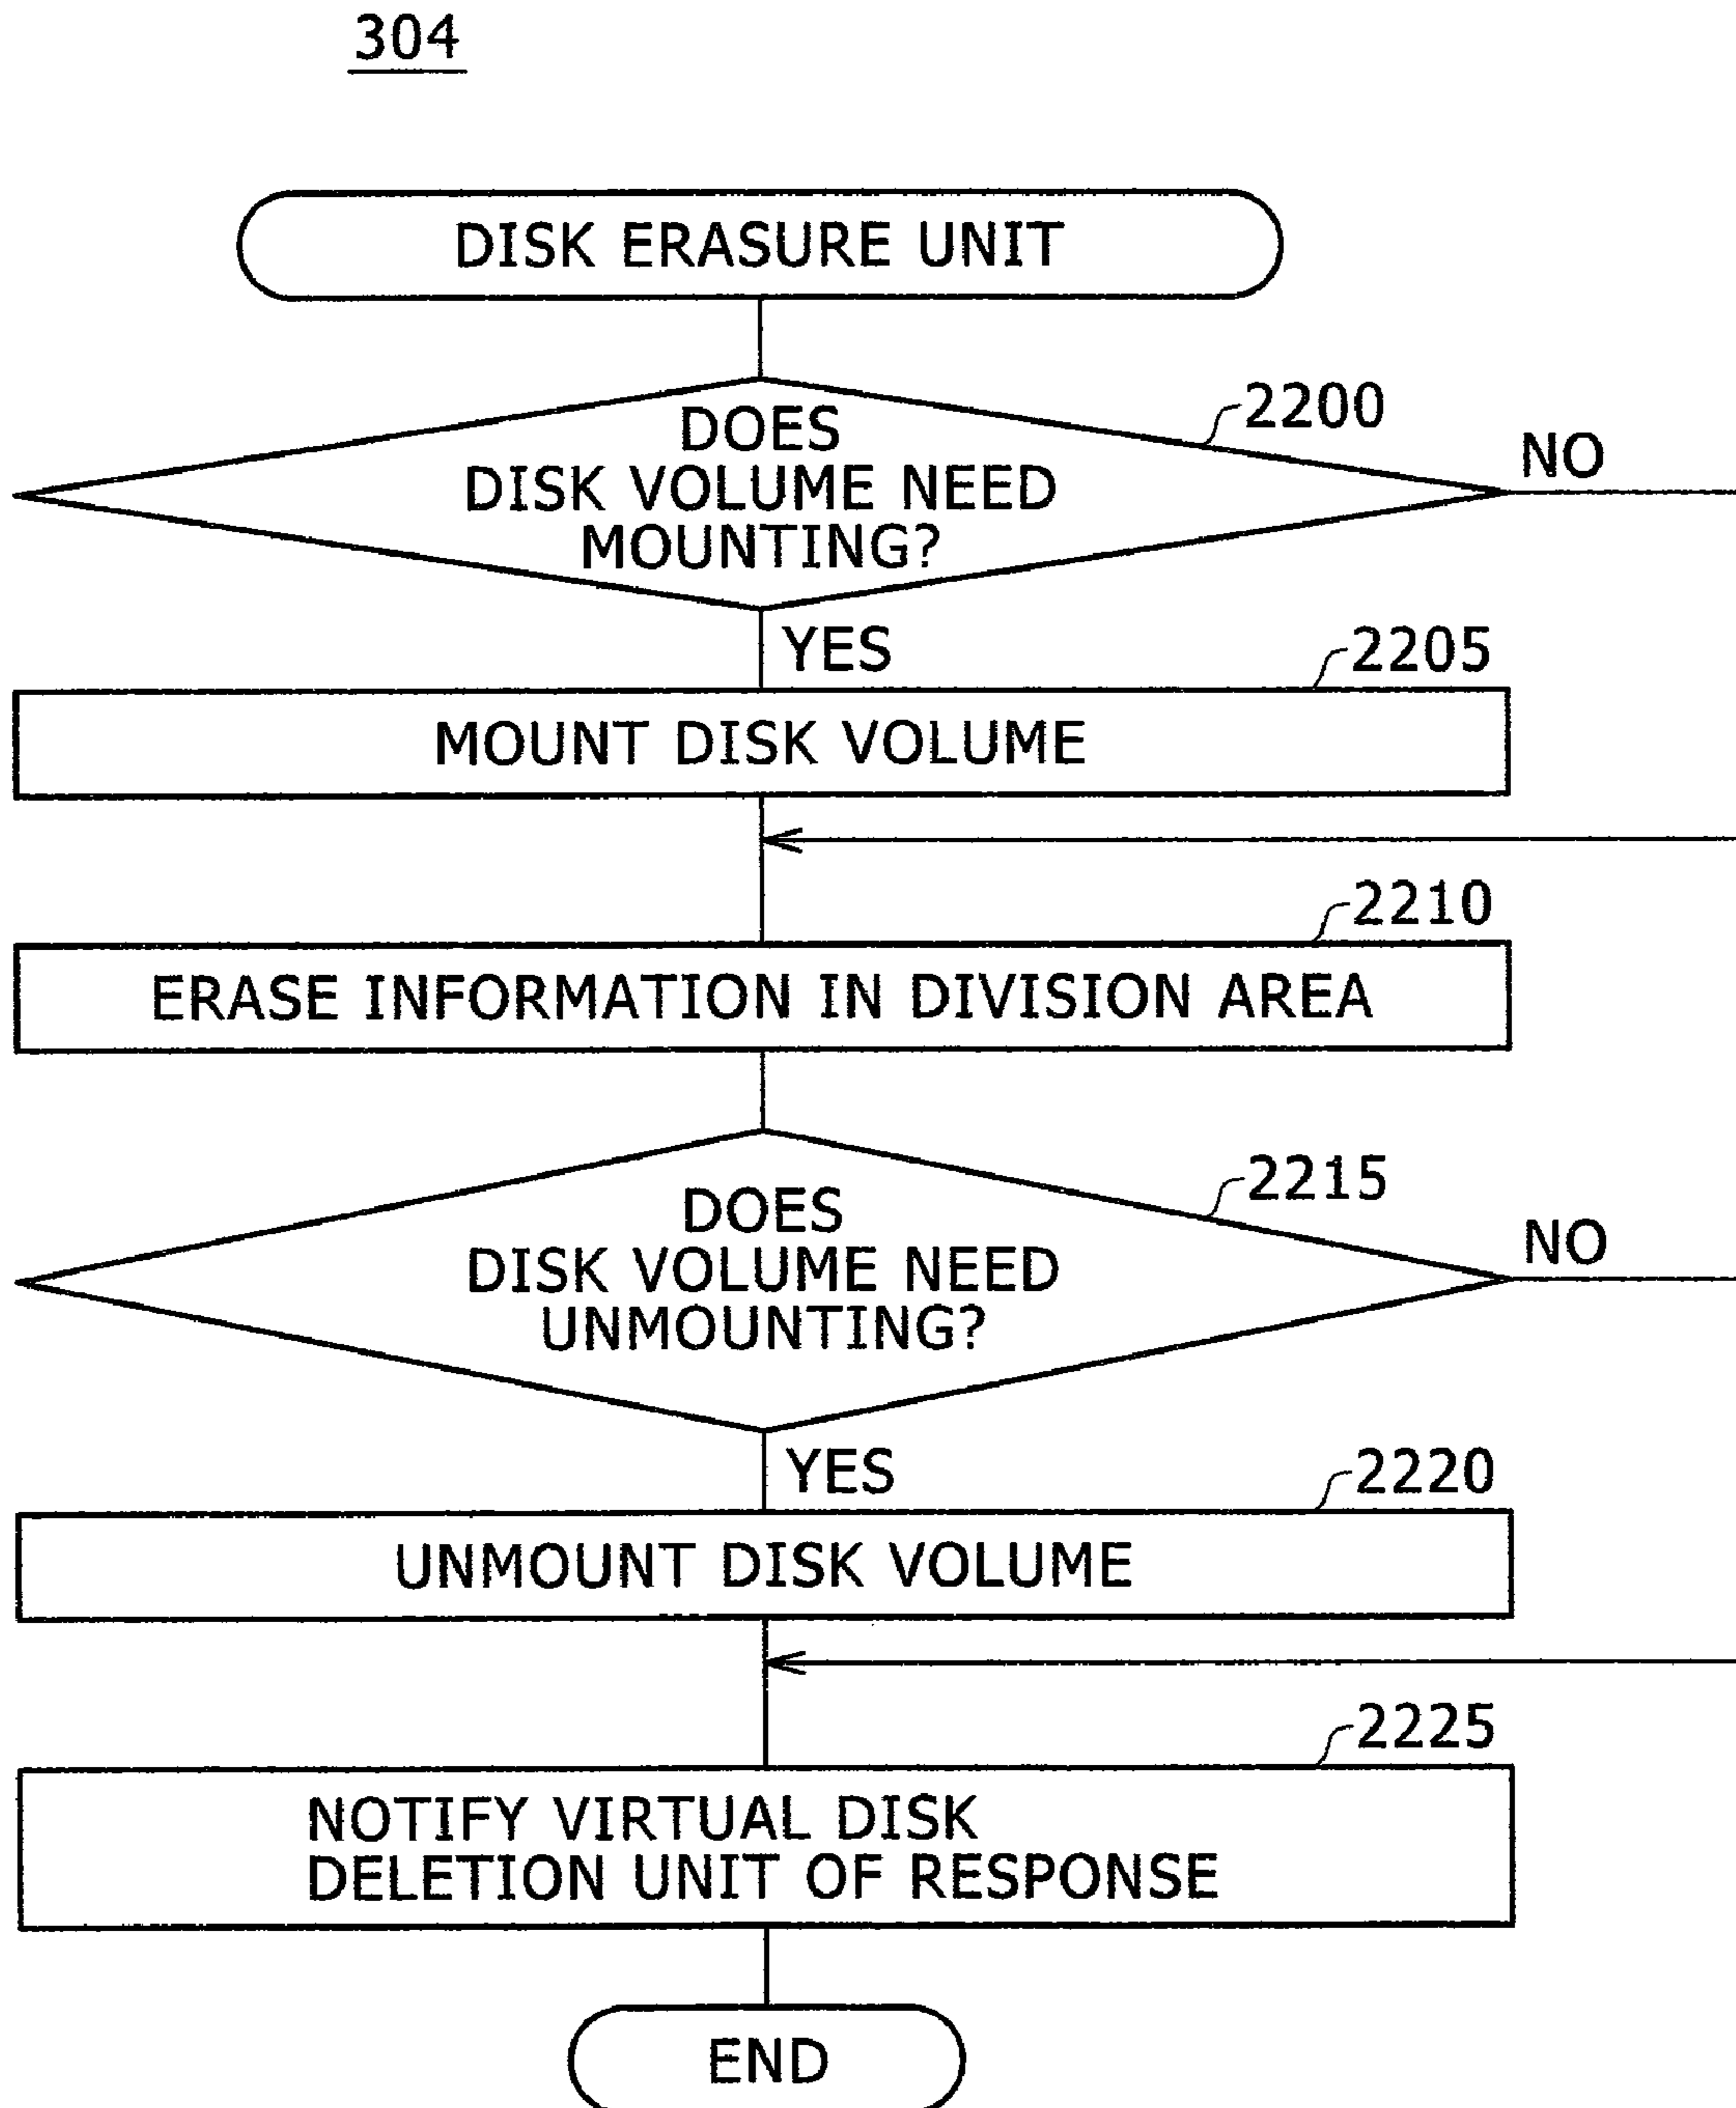 304
DISK ERASURE UNIT
2200
DOES
DISK VOLUME NEED
MOUNTING?
NO
YES
2205
MOUNT DISK VOLUME
2210
ERASE INFORMATION IN DIVISION AREA
2215
DOES
DISK VOLUME NEED
UNMOUNTING?
NO
YES
2220
UNMOUNT DISK VOLUME
2225
NOTIFY VIRTUAL DISK
DELETION UNIT OF RESPONSE
END